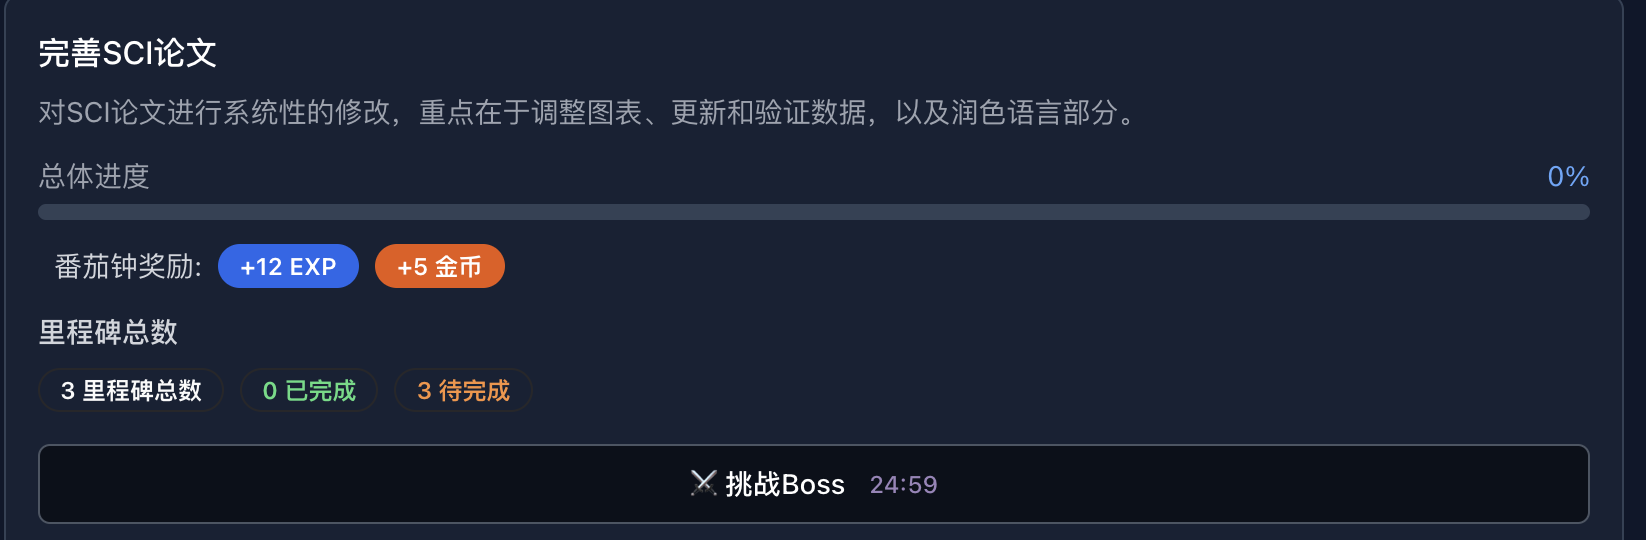 完善SCI论文
对SCI论文进行系统性的修改，重点在于调整图表、更新和验证数据，以及润色语言部分。
总体进度 0%
番茄钟奖励: +12 EXP +5 金币
里程碑总数
3 里程碑总数 0 已完成 3 待完成
⚔ 挑战Boss 24:59